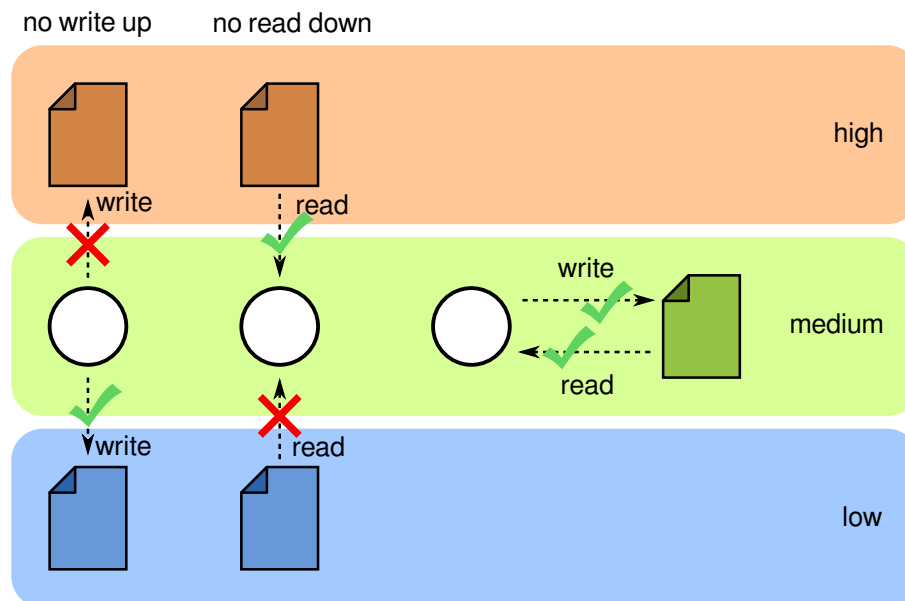 no write up
no read down
high
write
read
write
medium
read
write
read
low